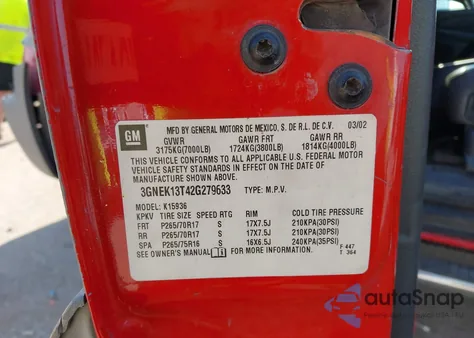 GM
MFD BY GENERAL MOTORS DE MEXICO, S. DE R.L. DE C.V. 03/02
GVWR GAWR FRT GAWR RR
3175KG(7000LB) 1724KG(3800LB) 1814KG(4000LB)
THIS VEHICLE CONFORMS TO ALL APPLICABLE U.S. FEDERAL MOTOR
VEHICLE SAFETY STANDARDS IN EFFECT ON THE DATE OF
MANUFACTURE SHOWN ABOVE.
3GNEK13T42G279633 TYPE: M.P.V.
MODEL: K15936
KPKV TIRE SIZE SPEED RTG RIM COLD TIRE PRESSURE
FRT P265/70R17 S 17X7.5J 210KPA(30PSI)
RR P265/70R17 S 17X7.5J 210KPA(30PSI)
SPA P265/75R16 S 16X6.5J 240KPA(35PSI)
SEE OWNER'S MANUAL FOR MORE INFORMATION.
F 447
T 364
autoSnap